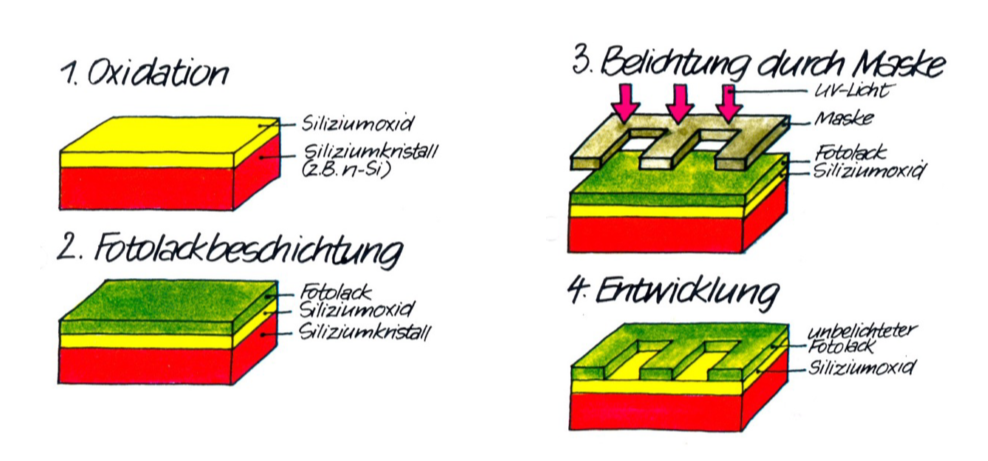 1. Oxidation
Siliziumoxid
Siliziumkristall
(z.B. n-Si)
2. Fotolackbeschichtung
Fotolack
Siliziumoxid
Siliziumkristall
3. Belichtung durch Maske
UV-Licht
Maske
Fotolack
Siliziumoxid
4. Entwicklung
unbelichteter
Fotolack
Siliziumoxid